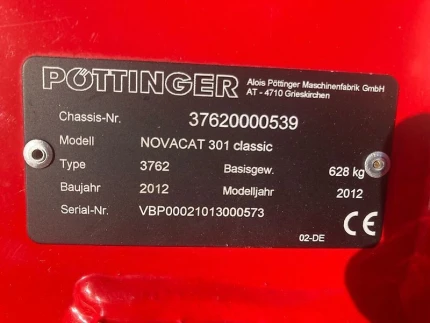 PÖTTINGER Alois Pöttinger Maschinenfabrik GmbH
AT - 4710 Grieskirchen
Chassis-Nr. 37620000539
Modell NOVACAT 301 classic
Type 3762 Basisgew. 628 kg
Baujahr 2012 Modelljahr 2012
Serial-Nr. VBP00021013000573
CE
02-DE